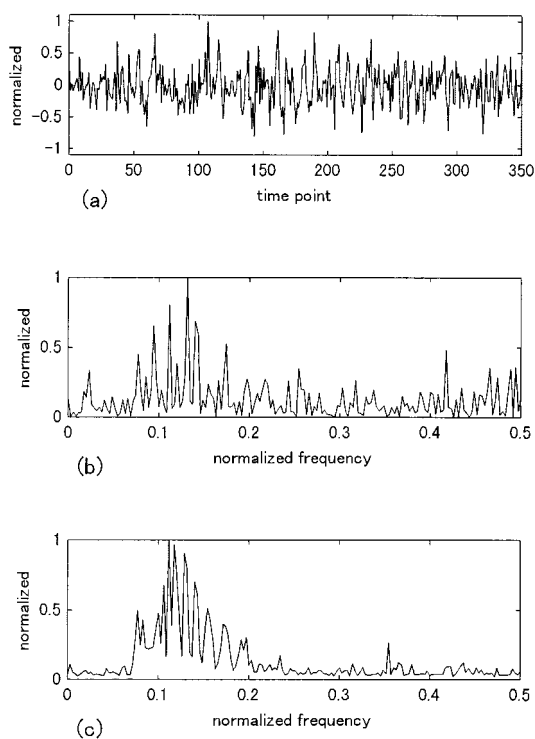 1
0.5
0
−0.5
−1
normalized
0 50 100 150 200 250 300 350
time point
(a)
1
0.5
0
normalized
0 0.1 0.2 0.3 0.4 0.5
normalized frequency
(b)
1
0.5
0
normalized
0 0.1 0.2 0.3 0.4 0.5
normalized frequency
(c)